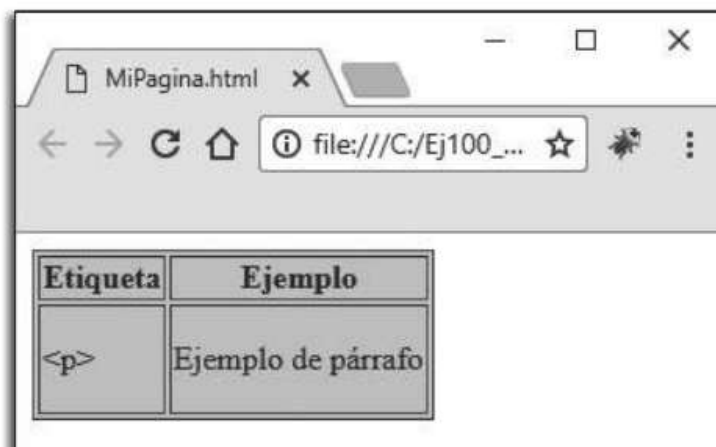 MiPagina.html
file:///C:/Ej100_...
Etiqueta Ejemplo
<p> Ejemplo de párrafo